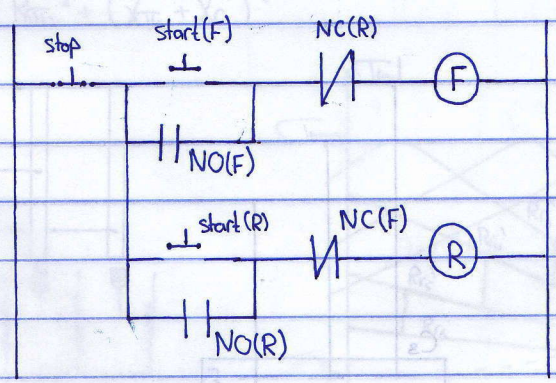 stop
start(F)
NC(R)
F
NO(F)
start(R)
NC(F)
R
NO(R)